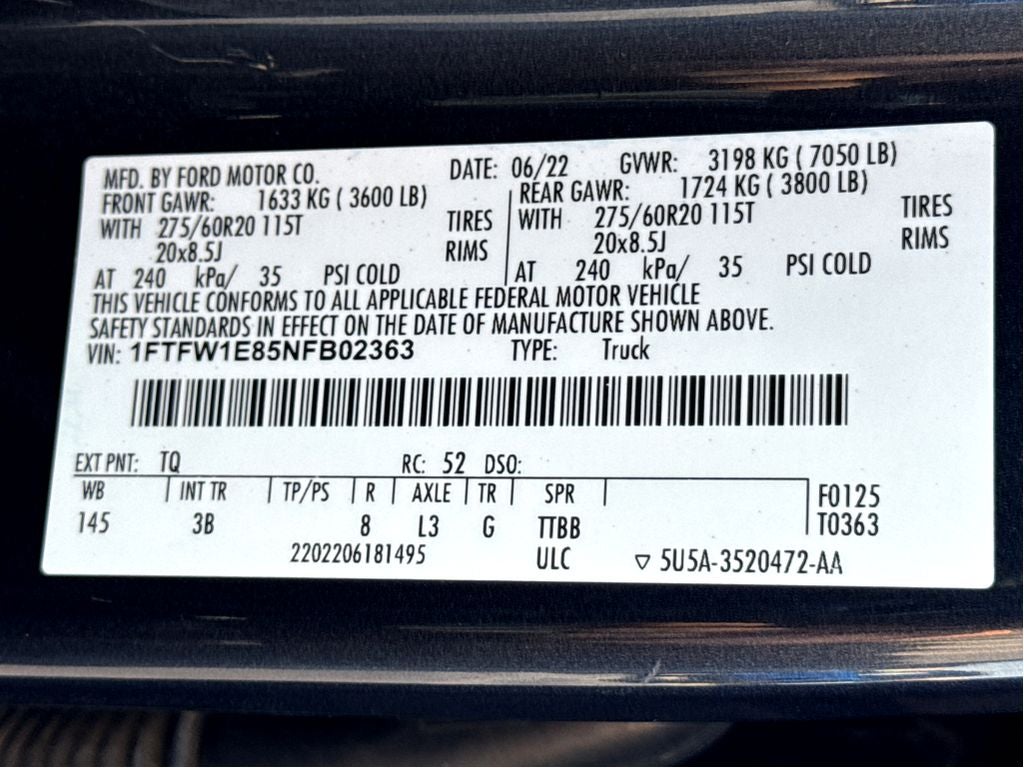 MFD. BY FORD MOTOR CO. DATE: 06/22 GVWR: 3198 KG ( 7050 LB)
FRONT GAWR: 1633 KG ( 3600 LB) REAR GAWR: 1724 KG ( 3800 LB)
WITH 275/60R20 115T TIRES WITH 275/60R20 115T TIRES
20x8.5J RIMS 20x8.5J RIMS
AT 240 kPa/ 35 PSI COLD AT 240 kPa/ 35 PSI COLD
THIS VEHICLE CONFORMS TO ALL APPLICABLE FEDERAL MOTOR VEHICLE
SAFETY STANDARDS IN EFFECT ON THE DATE OF MANUFACTURE SHOWN ABOVE.
VIN: 1FTFW1E85NFB02363 TYPE: Truck
EXT PNT: TQ RC: 52 DSO:
WB INT TR TP/PS R AXLE TR SPR F0125
145 3B 8 L3 G TTBB T0363
2202206181495 ULC ▽ 5U5A-3520472-AA